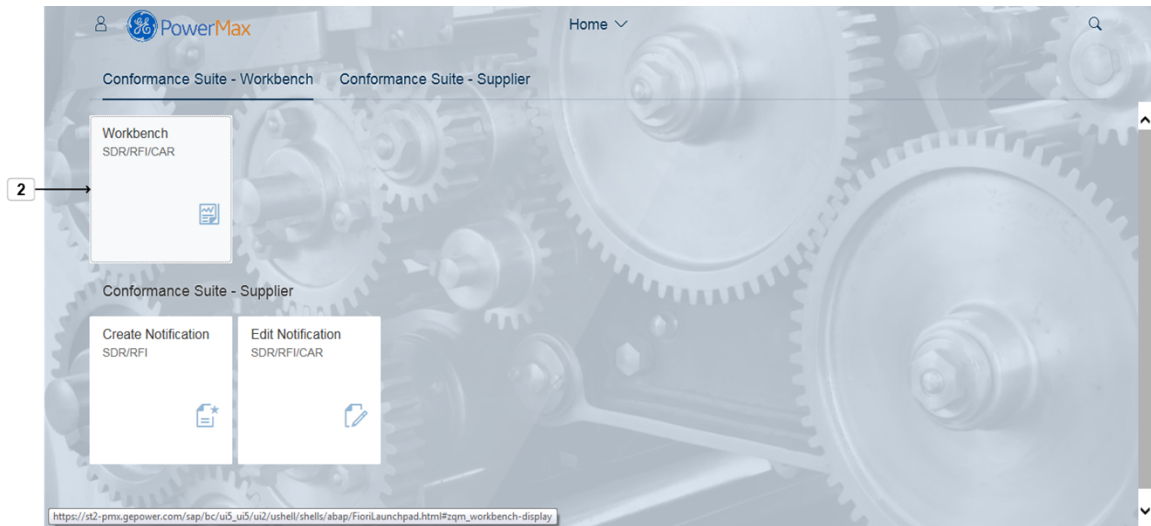 PowerMax
Home
Conformance Suite - Workbench
Conformance Suite - Supplier
Workbench
SDR/RFI/CAR
2
Conformance Suite - Supplier
Create Notification
SDR/RFI
Edit Notification
SDR/RFI/CAR
https://st2-pmx.gepower.com/sap/bc/ui5_ui5/ui2/ushell/shells/abap/FioriLaunchpad.html#zqm_workbench-display